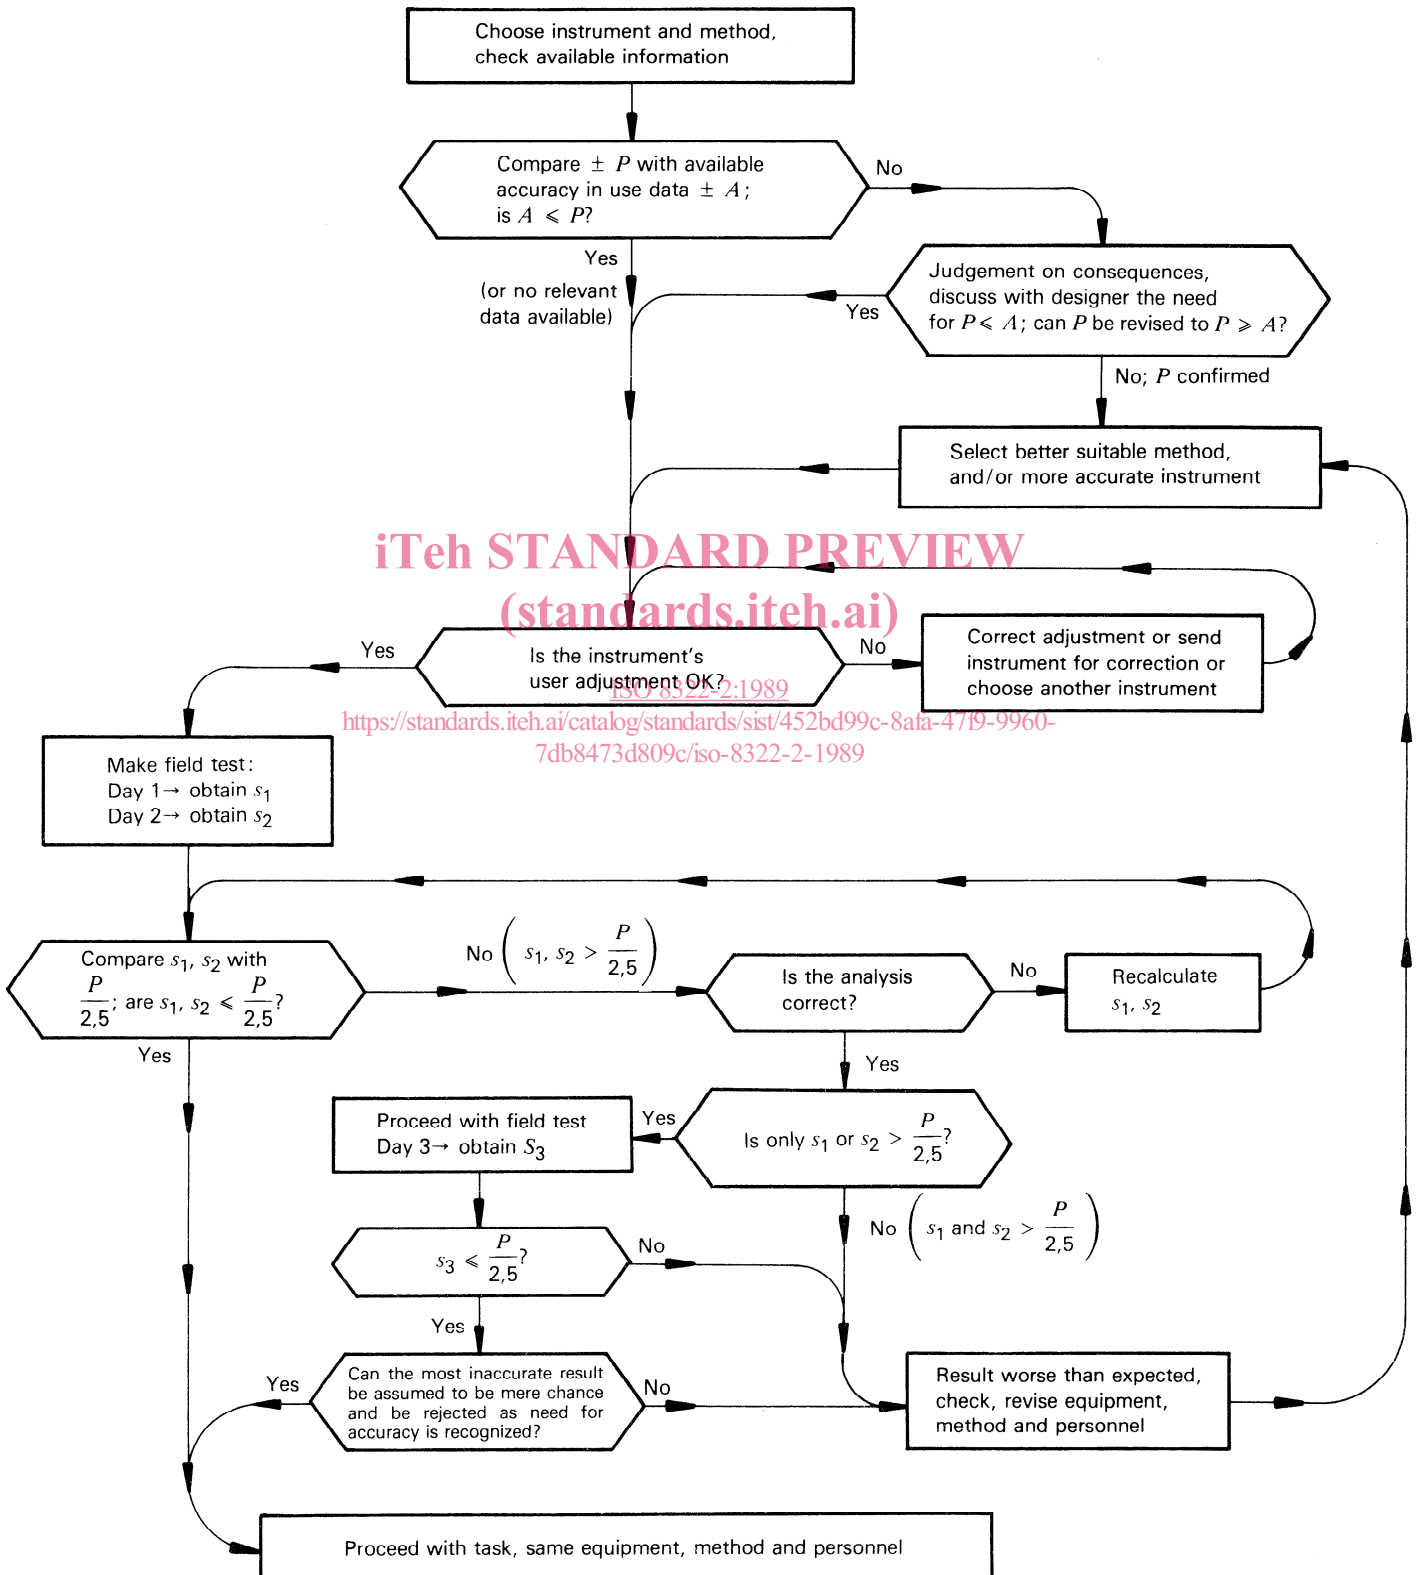 Choose instrument and method,
check available information
Compare ± P with available
accuracy in use data ± A;
is A ⩽ P?
No
Yes
(or no relevant
data available)
Judgement on consequences,
discuss with designer the need
for P ⩽ A; can P be revised to P ⩾ A?
Yes
No; P confirmed
Select better suitable method,
and/or more accurate instrument
iTeh STANDARD PREVIEW
(standards.iteh.ai)
Yes
Is the instrument's
user adjustment OK?
No
Correct adjustment or send
instrument for correction or
choose another instrument
ISO 8322-2:1989
https://standards.iteh.ai/catalog/standards/sist/452bd99c-8afa-47f9-9960-
7db8473d809c/iso-8322-2-1989
Make field test:
Day 1→ obtain s1
Day 2→ obtain s2
Compare s1, s2 with
P/2,5; are s1, s2 ⩽ P/2,5?
No (s1, s2 > P/2,5)
Is the analysis
correct?
No
Recalculate
s1, s2
Yes
Yes
Is only s1 or s2 > P/2,5?
Yes
Proceed with field test
Day 3→ obtain S3
No (s1 and s2 > P/2,5)
s3 ⩽ P/2,5?
No
Yes
Can the most inaccurate result
be assumed to be mere chance
and be rejected as need for
accuracy is recognized?
Yes
No
Result worse than expected,
check, revise equipment,
method and personnel
Proceed with task, same equipment, method and personnel